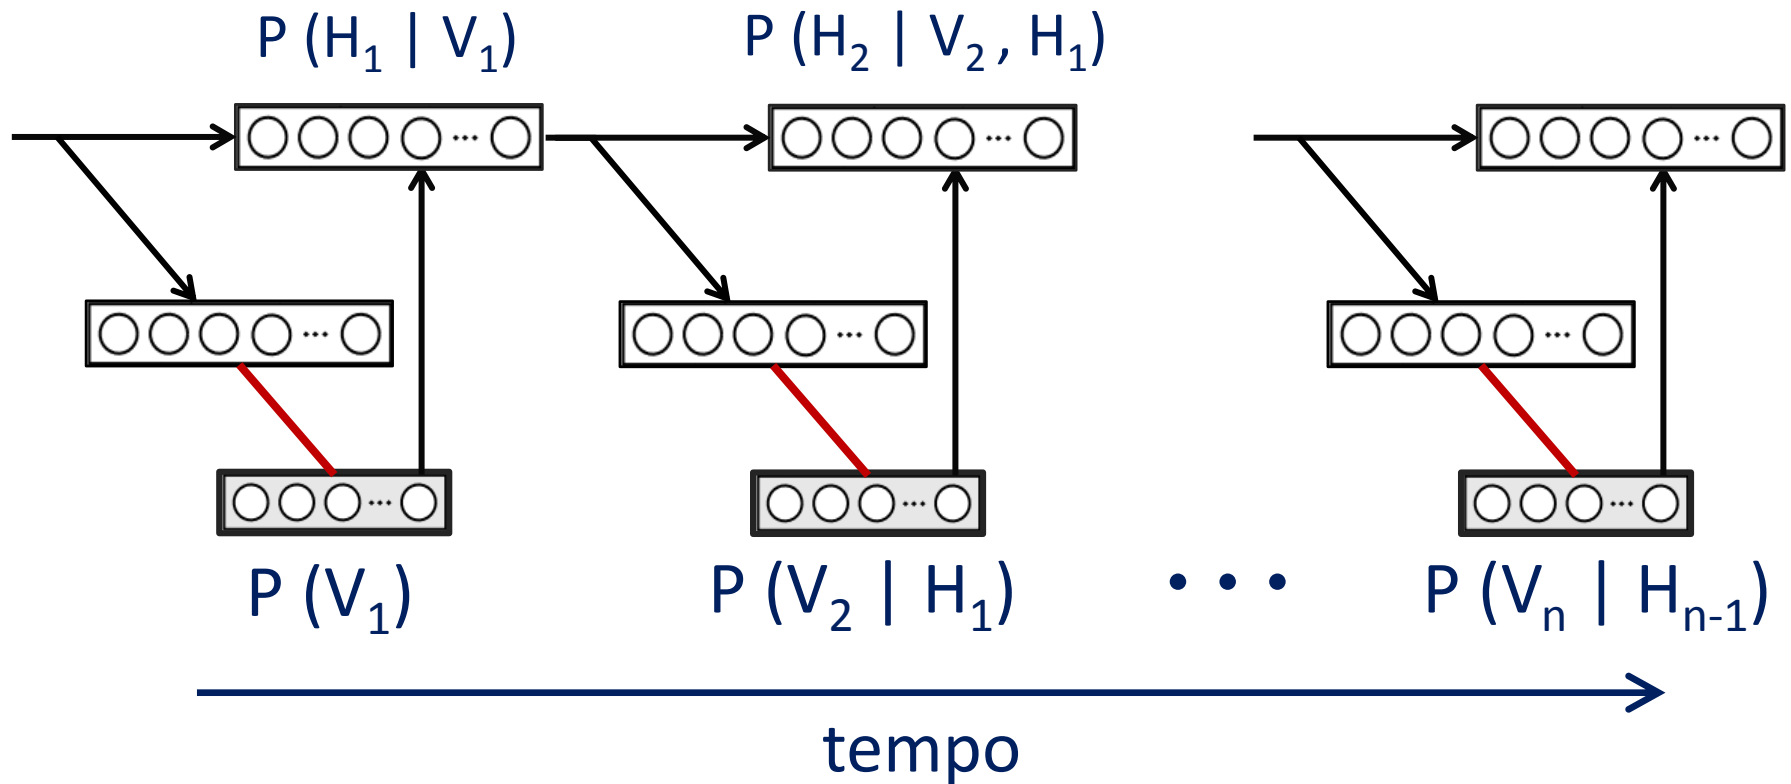 P (H₁ | V₁)
P (H₂ | V₂ , H₁)
P (V₁)
P (V₂ | H₁)
• • •
P (Vₙ | Hₙ₋₁)
tempo